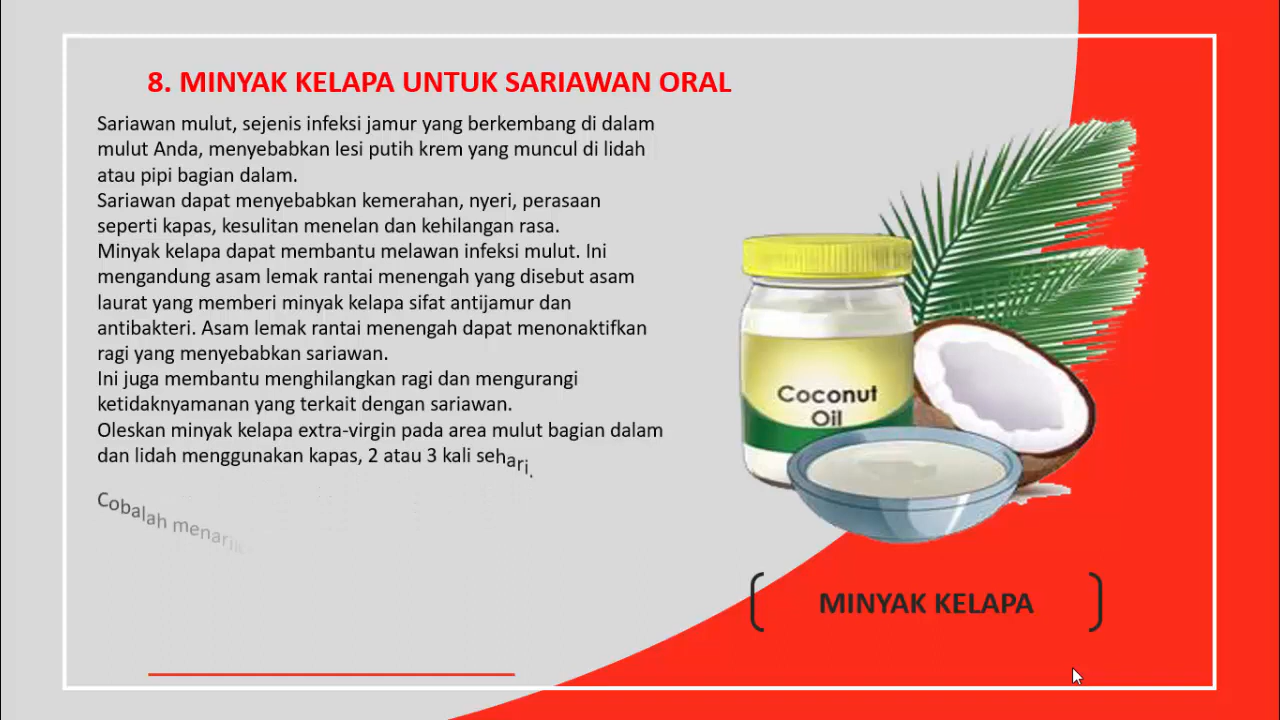 8. MINYAK KELAPA UNTUK SARIAWAN ORAL
Sariawan mulut, sejenis infeksi jamur yang berkembang di dalam
mulut Anda, menyebabkan lesi putih krem yang muncul di lidah
atau pipi bagian dalam.
Sariawan dapat menyebabkan kemerahan, nyeri, perasaan
seperti kapas, kesulitan menelan dan kehilangan rasa.
Minyak kelapa dapat membantu melawan infeksi mulut. Ini
mengandung asam lemak rantai menengah yang disebut asam
laurat yang memberi minyak kelapa sifat antijamur dan
antibakteri. Asam lemak rantai menengah dapat menonaktifkan
ragi yang menyebabkan sariawan.
Ini juga membantu menghilangkan ragi dan mengurangi
ketidaknyamanan yang terkait dengan sariawan.
Oleskan minyak kelapa extra-virgin pada area mulut bagian dalam
dan lidah menggunakan kapas, 2 atau 3 kali sehari.
Cobalah
Coconut
Oil
MINYAK KELAPA